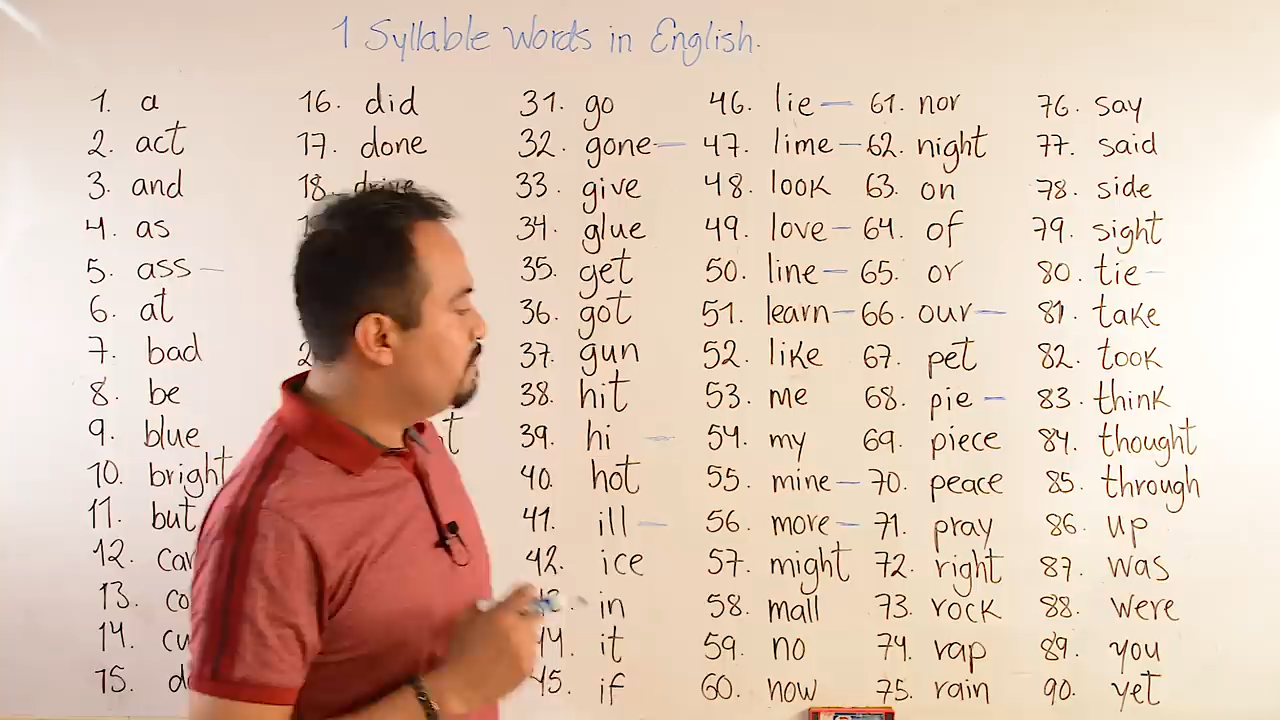 1 Syllable Words in English.
1. a
2. act
3. and
4. as
5. ass
6. at
7. bad
8. be
9. blue
10. bright
11. but
12.
13.
14.
15.
16. did
17. done
18. drive
31. go
32. gone
33. give
34. glue
35. get
36. got
37. gun
38. hit
39. hi
40. hot
41. ill
42. ice
in
it
45. if
46. lie
47. lime
48. look
49. love
50. line
51. learn
52. like
53. me
54. my
55. mine
56. more
57. might
58. mall
59. no
60. now
61. nor
62. night
63. on
64. of
65. or
66. our
67. pet
68. pie
69. piece
70. peace
71. pray
72. right
73. rock
74. rap
75. rain
76. say
77. said
78. side
79. sight
80. tie
81. take
82. took
83. think
84. thought
85. through
86. up
87. was
88. were
89. you
90. yet